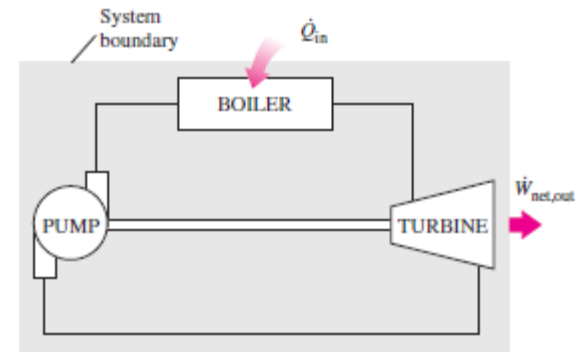 System
boundary
Q̇in
BOILER
PUMP
TURBINE
Ẇnet,out